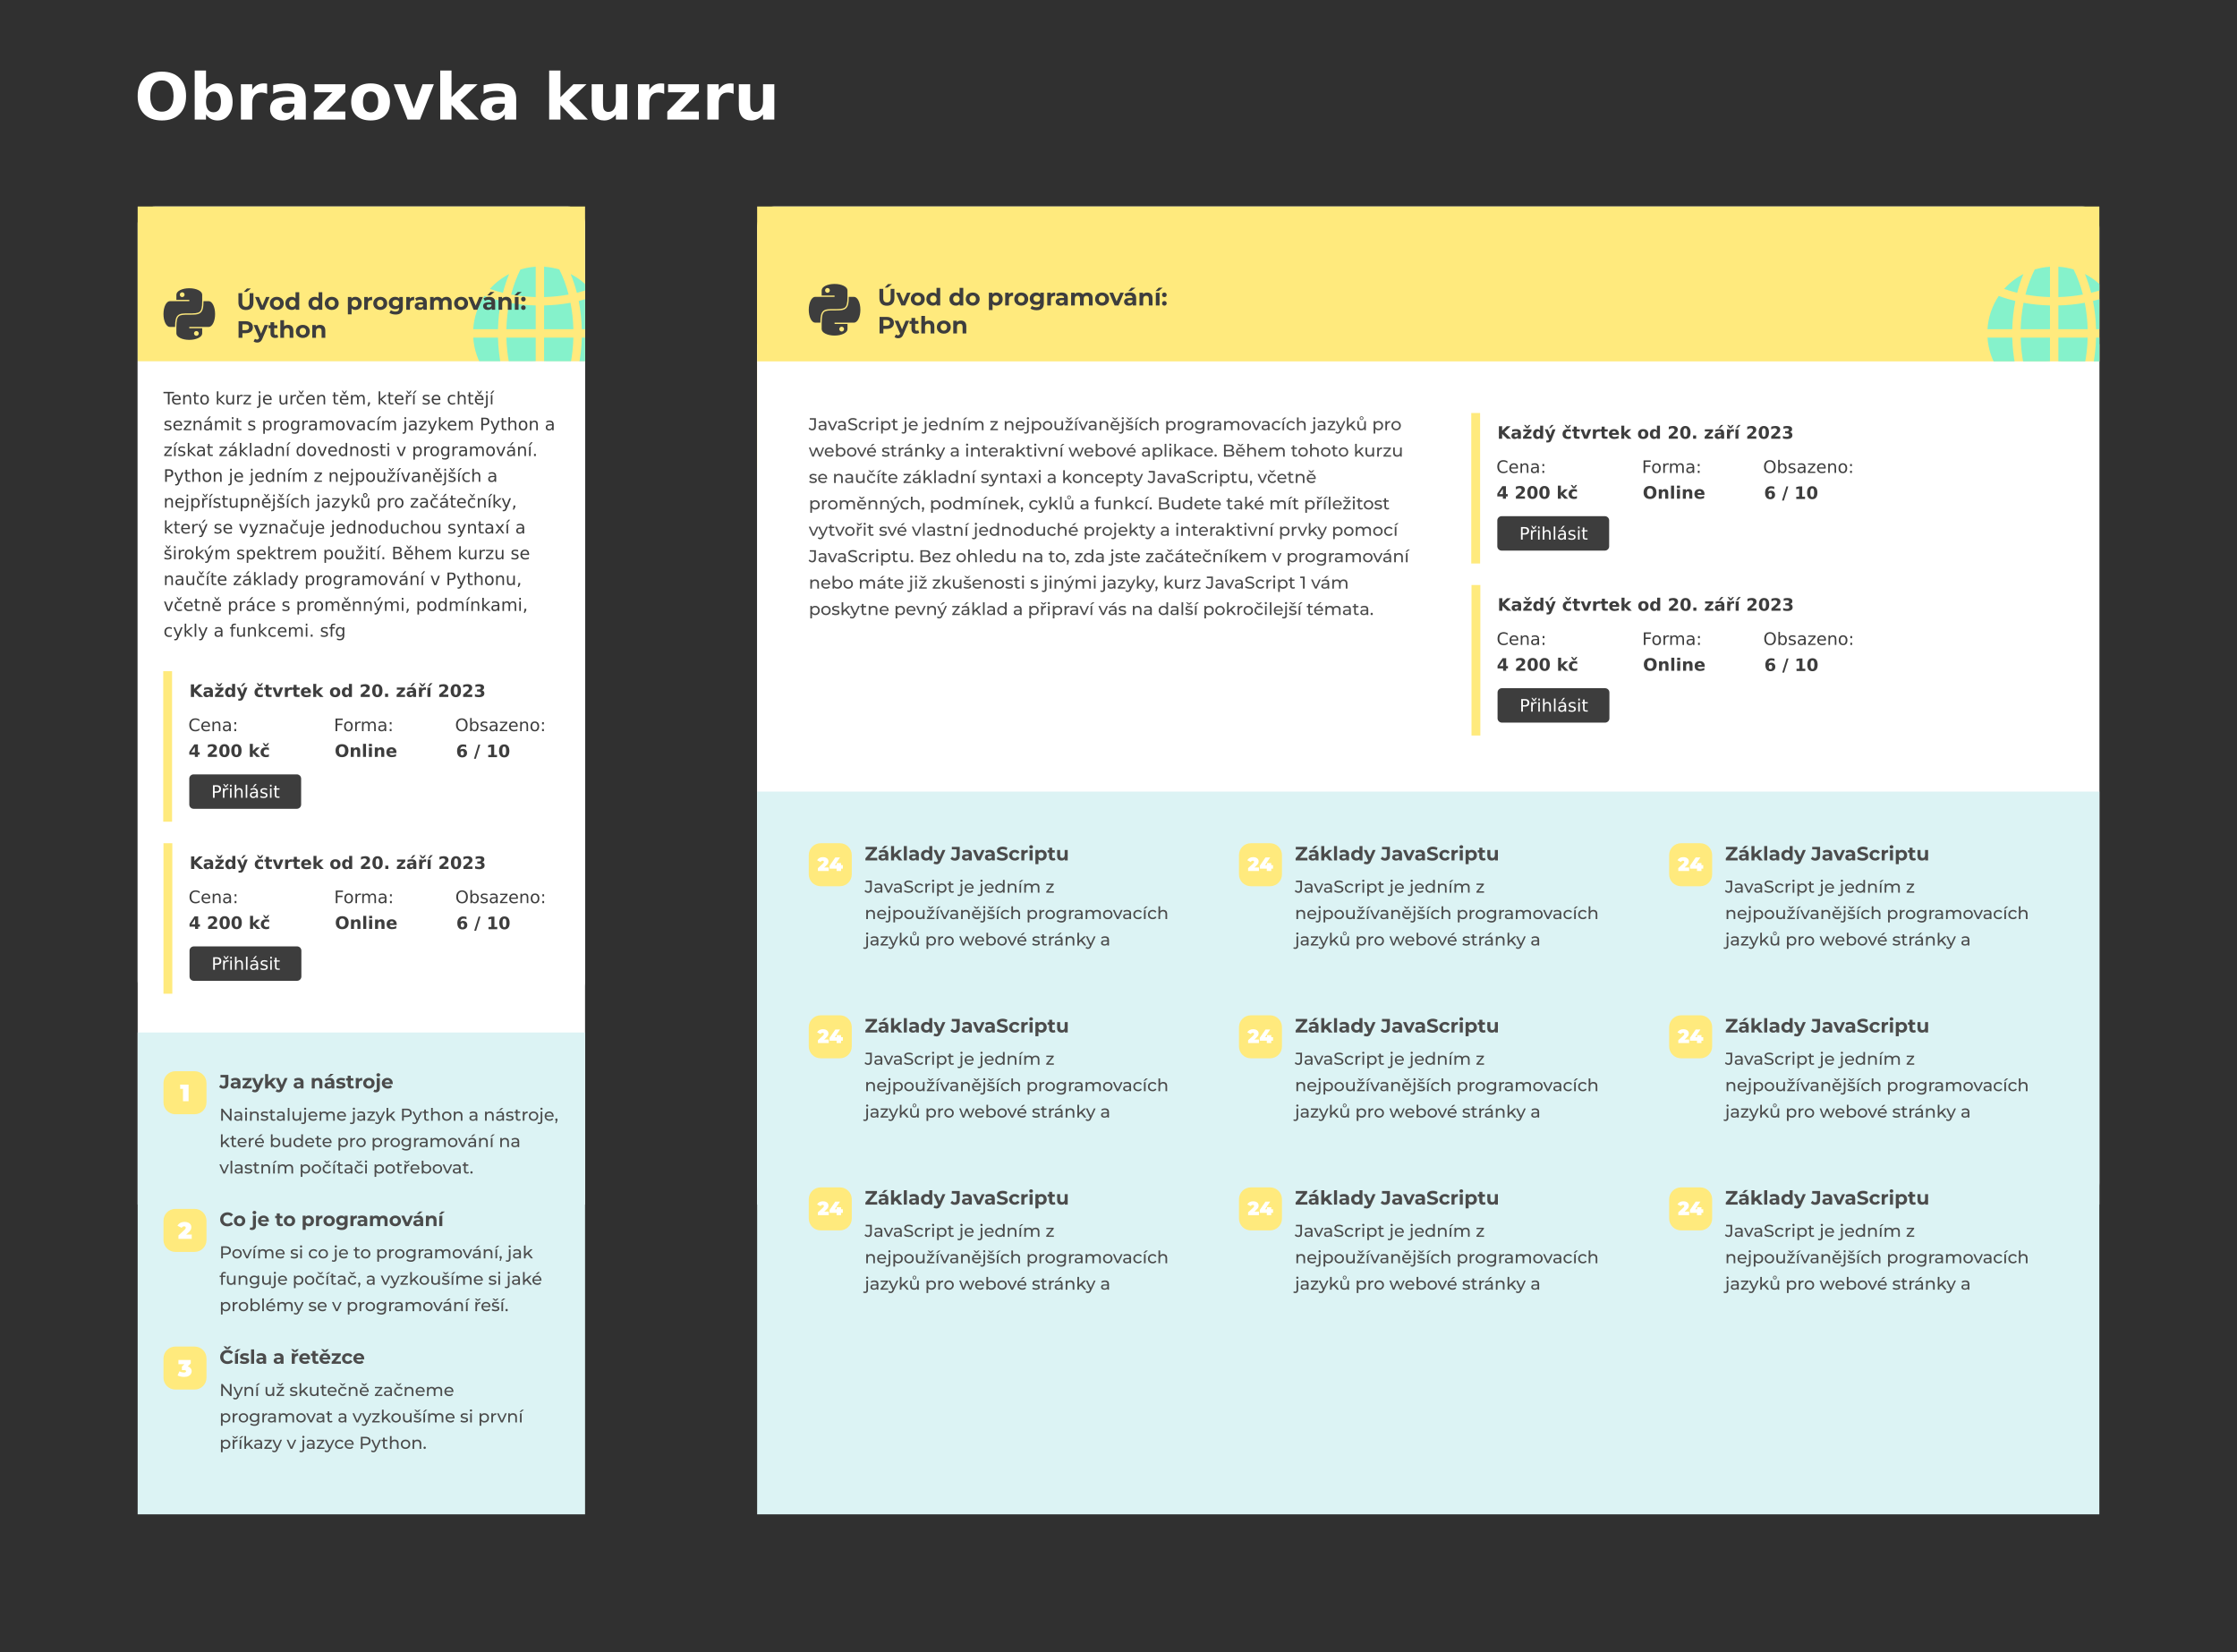 Obrazovka kurzru
Úvod do programování:
Python
Tento kurz je určen těm, kteří se chtějí
seznámit s programovacím jazykem Python a
získat základní dovednosti v programování.
Python je jedním z nejpoužívanějších a
nejpřístupnějších jazyků pro začátečníky,
který se vyznačuje jednoduchou syntaxí a
širokým spektrem použití. Během kurzu se
naučíte základy programování v Pythonu,
včetně práce s proměnnými, podmínkami,
cykly a funkcemi. sfg
Každý čtvrtek od 20. září 2023
Cena: Forma: Obsazeno:
4 200 kč Online 6 / 10
Přihlásit
Každý čtvrtek od 20. září 2023
Cena: Forma: Obsazeno:
4 200 kč Online 6 / 10
Přihlásit
1 Jazyky a nástroje
Nainstalujeme jazyk Python a nástroje,
které budete pro programování na
vlastním počítači potřebovat.
2 Co je to programování
Povíme si co je to programování, jak
funguje počítač, a vyzkoušíme si jaké
problémy se v programování řeší.
3 Čísla a řetězce
Nyní už skutečně začneme
programovat a vyzkoušíme si první
příkazy v jazyce Python.
Úvod do programování:
Python
JavaScript je jedním z nejpoužívanějších programovacích jazyků pro
webové stránky a interaktivní webové aplikace. Během tohoto kurzu
se naučíte základní syntaxi a koncepty JavaScriptu, včetně
proměnných, podmínek, cyklů a funkcí. Budete také mít příležitost
vytvořit své vlastní jednoduché projekty a interaktivní prvky pomocí
JavaScriptu. Bez ohledu na to, zda jste začátečníkem v programování
nebo máte již zkušenosti s jinými jazyky, kurz JavaScript 1 vám
poskytne pevný základ a připraví vás na další pokročilejší témata.
Každý čtvrtek od 20. září 2023
Cena: Forma: Obsazeno:
4 200 kč Online 6 / 10
Přihlásit
Každý čtvrtek od 20. září 2023
Cena: Forma: Obsazeno:
4 200 kč Online 6 / 10
Přihlásit
24 Základy JavaScriptu
JavaScript je jedním z
nejpoužívanějších programovacích
jazyků pro webové stránky a
24 Základy JavaScriptu
JavaScript je jedním z
nejpoužívanějších programovacích
jazyků pro webové stránky a
24 Základy JavaScriptu
JavaScript je jedním z
nejpoužívanějších programovacích
jazyků pro webové stránky a
24 Základy JavaScriptu
JavaScript je jedním z
nejpoužívanějších programovacích
jazyků pro webové stránky a
24 Základy JavaScriptu
JavaScript je jedním z
nejpoužívanějších programovacích
jazyků pro webové stránky a
24 Základy JavaScriptu
JavaScript je jedním z
nejpoužívanějších programovacích
jazyků pro webové stránky a
24 Základy JavaScriptu
JavaScript je jedním z
nejpoužívanějších programovacích
jazyků pro webové stránky a
24 Základy JavaScriptu
JavaScript je jedním z
nejpoužívanějších programovacích
jazyků pro webové stránky a
24 Základy JavaScriptu
JavaScript je jedním z
nejpoužívanějších programovacích
jazyků pro webové stránky a